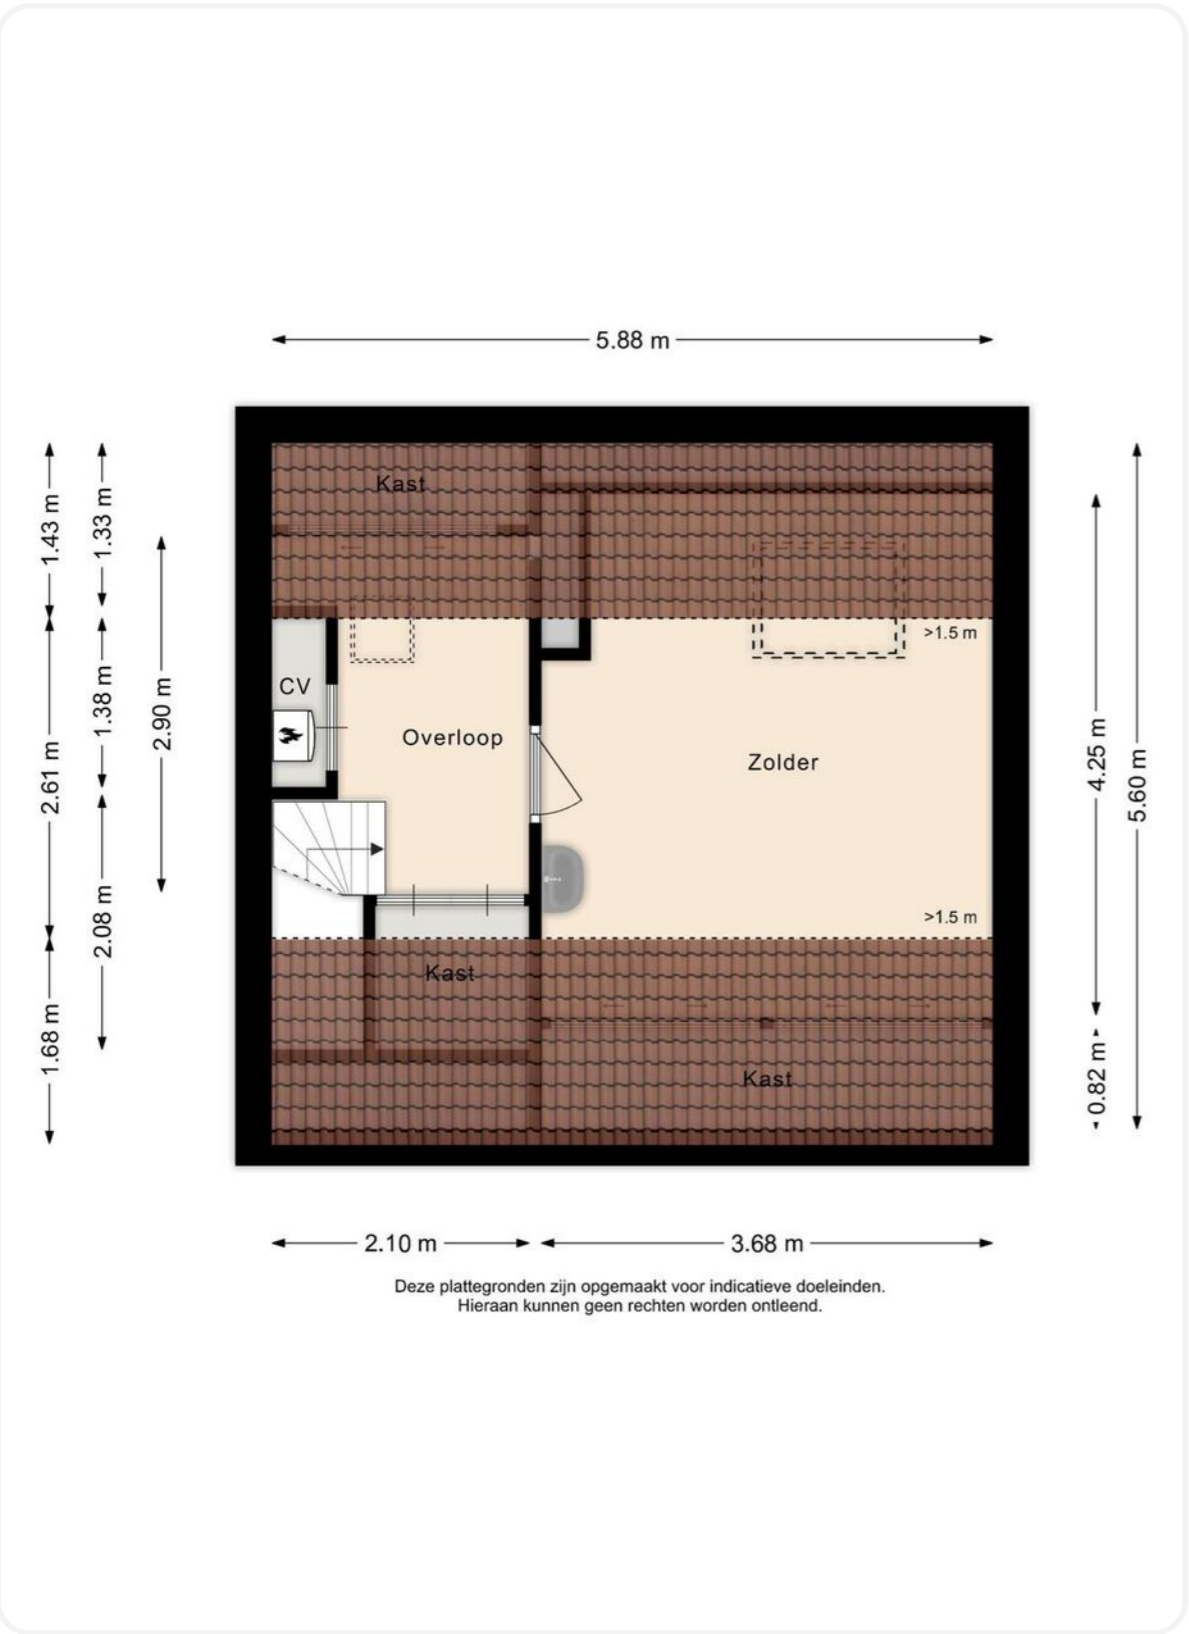 5.88 m
Kast
1.43 m
1.33 m
2.90 m
>1.5 m
CV
1.38 m
Overloop
Zolder
2.61 m
4.25 m
5.60 m
2.08 m
>1.5 m
Kast
1.68 m
Kast
0.82 m
2.10 m
3.68 m
Deze plattegronden zijn opgemaakt voor indicatieve doeleinden.
Hieraan kunnen geen rechten worden ontleend.